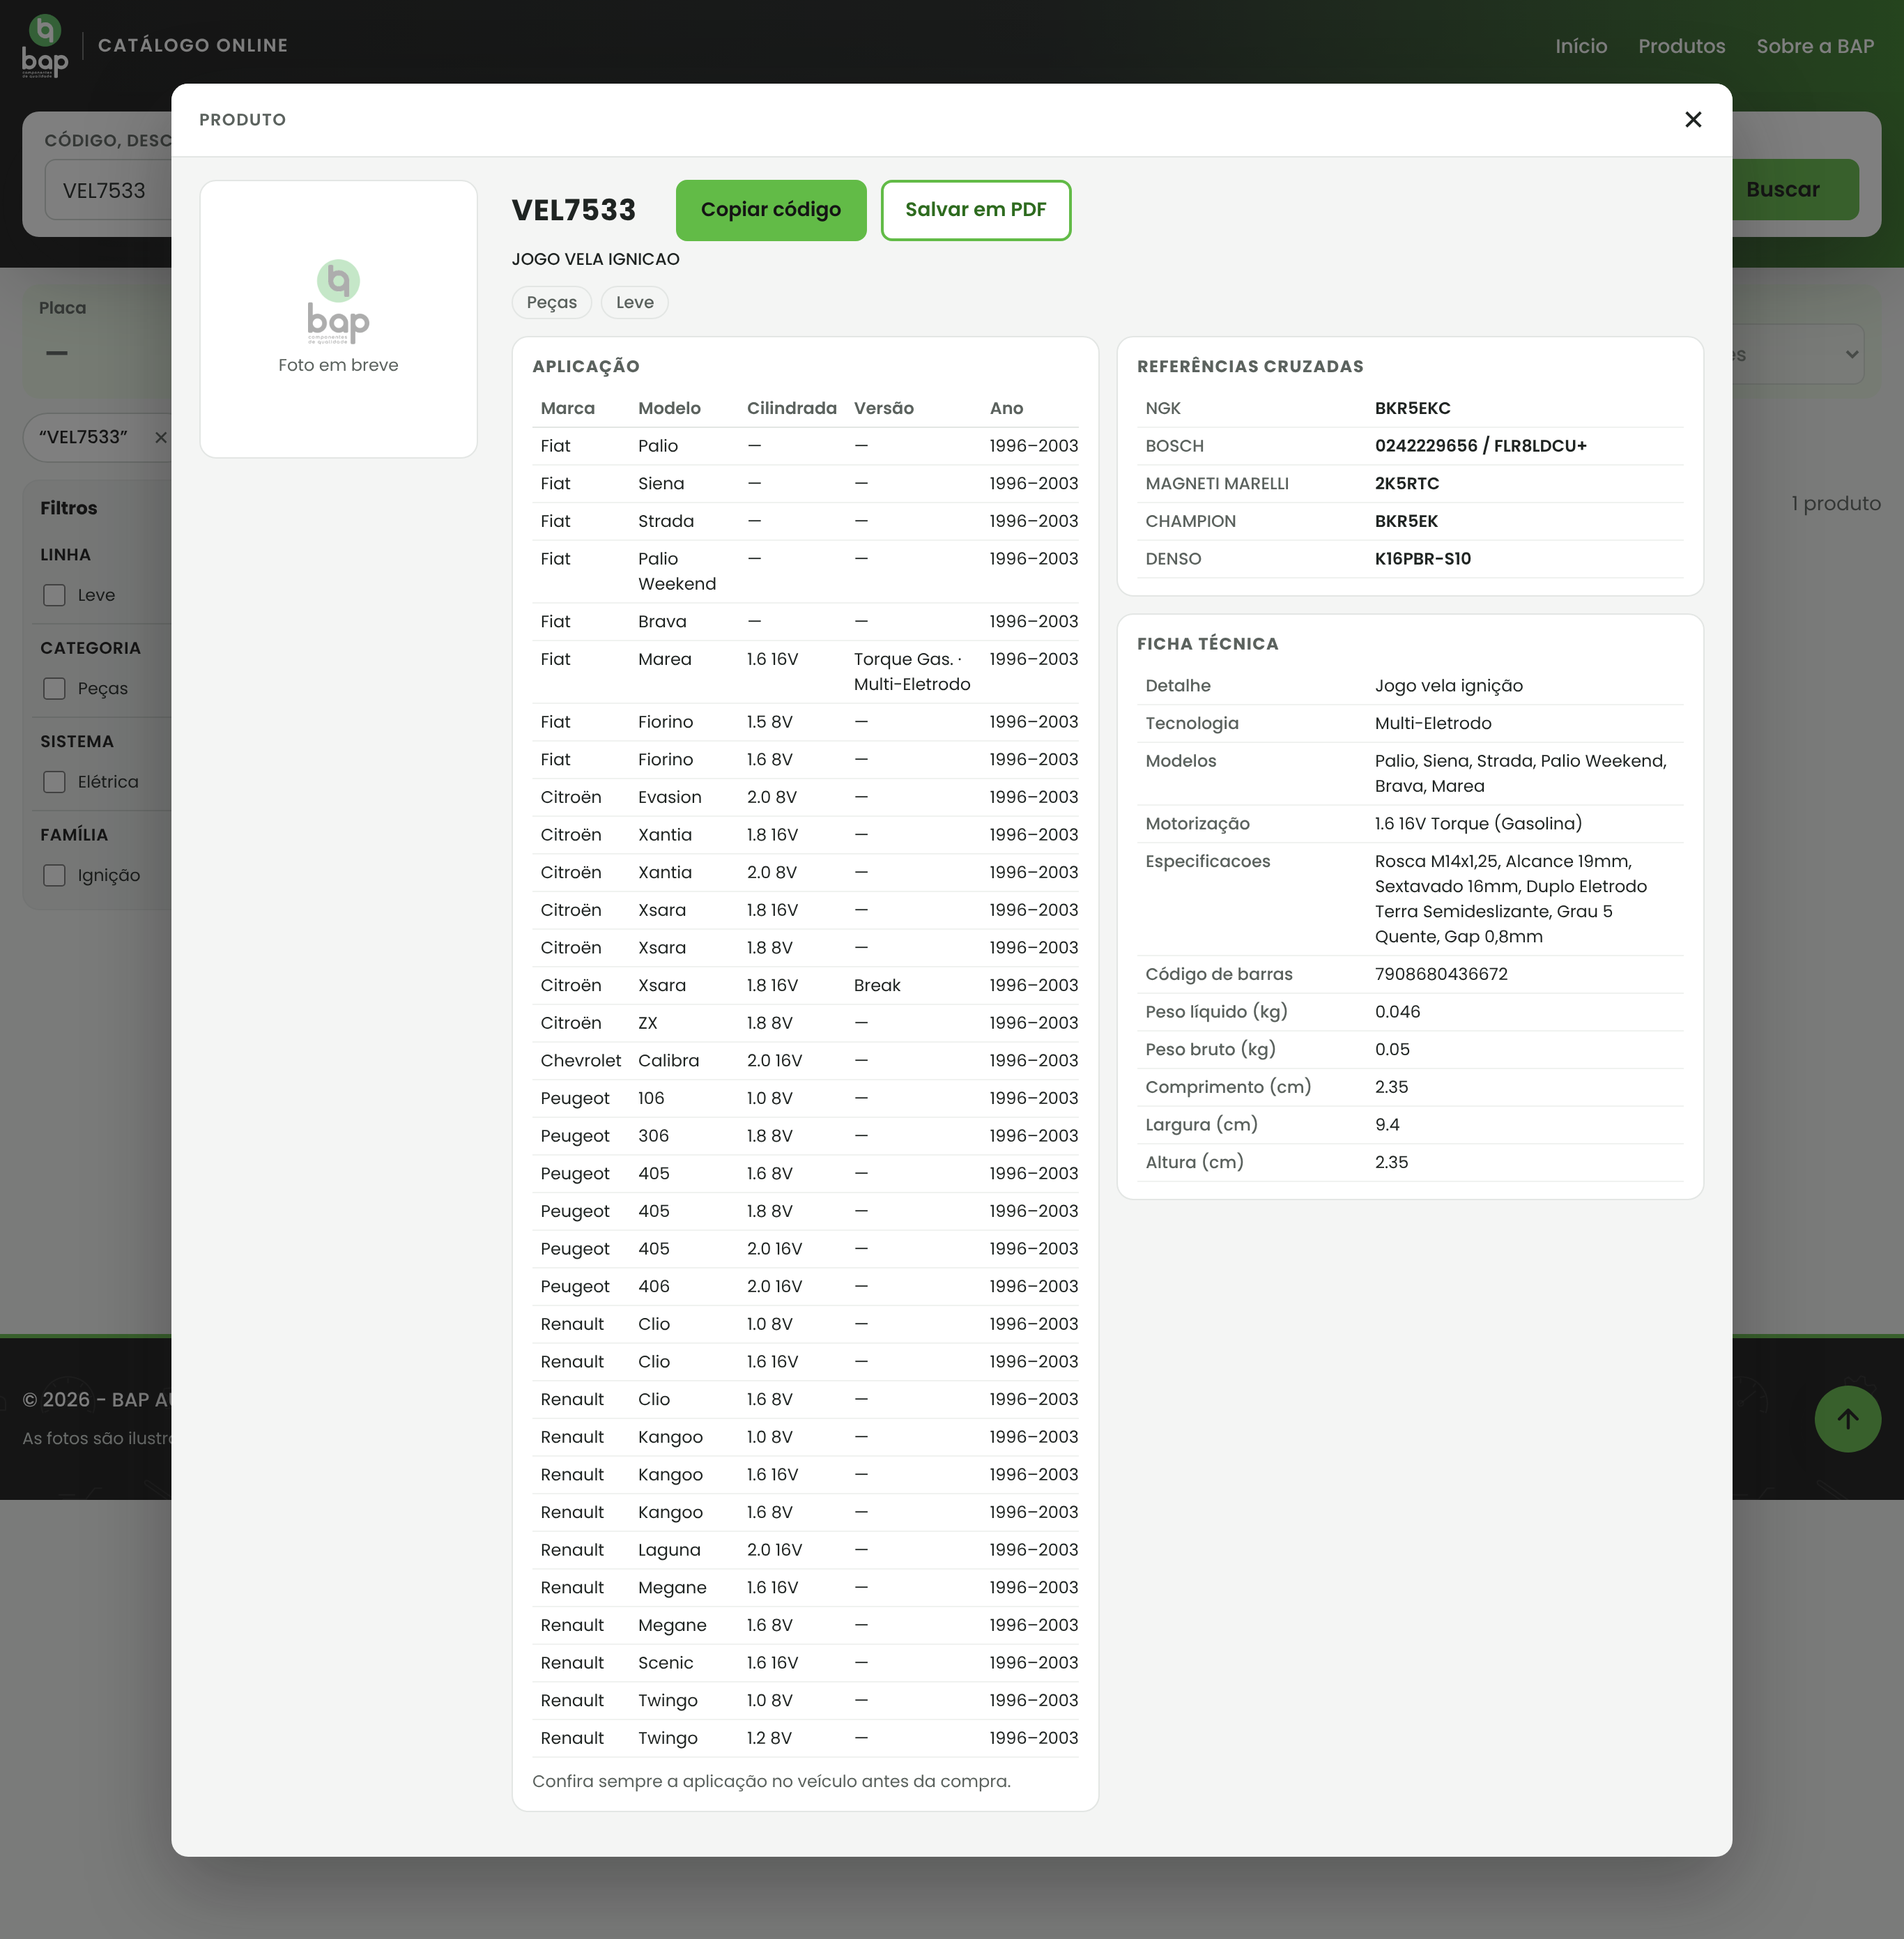 bap
componentes
de qualidade
CATÁLOGO ONLINE
Início Produtos Sobre a BAP
CÓDIGO, DESC
VEL7533
Buscar
Placa
—
es
“VEL7533” ×
Filtros
LINHA
Leve
CATEGORIA
Peças
SISTEMA
Elétrica
FAMÍLIA
Ignição
1 produto
PRODUTO
bap
componentes
de qualidade
Foto em breve
VEL7533 Copiar código Salvar em PDF
JOGO VELA IGNICAO
Peças Leve
APLICAÇÃO
Marca Modelo Cilindrada Versão Ano
Fiat Palio — — 1996–2003
Fiat Siena — — 1996–2003
Fiat Strada — — 1996–2003
Fiat Palio — — 1996–2003
Weekend
Fiat Brava — — 1996–2003
Fiat Marea 1.6 16V Torque Gas. · 1996–2003
Multi-Eletrodo
Fiat Fiorino 1.5 8V — 1996–2003
Fiat Fiorino 1.6 8V — 1996–2003
Citroën Evasion 2.0 8V — 1996–2003
Citroën Xantia 1.8 16V — 1996–2003
Citroën Xantia 2.0 8V — 1996–2003
Citroën Xsara 1.8 16V — 1996–2003
Citroën Xsara 1.8 8V — 1996–2003
Citroën Xsara 1.8 16V Break 1996–2003
Citroën ZX 1.8 8V — 1996–2003
Chevrolet Calibra 2.0 16V — 1996–2003
Peugeot 106 1.0 8V — 1996–2003
Peugeot 306 1.8 8V — 1996–2003
Peugeot 405 1.6 8V — 1996–2003
Peugeot 405 1.8 8V — 1996–2003
Peugeot 405 2.0 16V — 1996–2003
Peugeot 406 2.0 16V — 1996–2003
Renault Clio 1.0 8V — 1996–2003
Renault Clio 1.6 16V — 1996–2003
Renault Clio 1.6 8V — 1996–2003
Renault Kangoo 1.0 8V — 1996–2003
Renault Kangoo 1.6 16V — 1996–2003
Renault Kangoo 1.6 8V — 1996–2003
Renault Laguna 2.0 16V — 1996–2003
Renault Megane 1.6 16V — 1996–2003
Renault Megane 1.6 8V — 1996–2003
Renault Scenic 1.6 16V — 1996–2003
Renault Twingo 1.0 8V — 1996–2003
Renault Twingo 1.2 8V — 1996–2003
Confira sempre a aplicação no veículo antes da compra.
REFERÊNCIAS CRUZADAS
NGK BKR5EKC
BOSCH 0242229656 / FLR8LDCU+
MAGNETI MARELLI 2K5RTC
CHAMPION BKR5EK
DENSO K16PBR-S10
FICHA TÉCNICA
Detalhe Jogo vela ignição
Tecnologia Multi-Eletrodo
Modelos Palio, Siena, Strada, Palio Weekend,
Brava, Marea
Motorização 1.6 16V Torque (Gasolina)
Especificacoes Rosca M14x1,25, Alcance 19mm,
Sextavado 16mm, Duplo Eletrodo
Terra Semideslizante, Grau 5
Quente, Gap 0,8mm
Código de barras 7908680436672
Peso líquido (kg) 0.046
Peso bruto (kg) 0.05
Comprimento (cm) 2.35
Largura (cm) 9.4
Altura (cm) 2.35
© 2026 - BAP AU
As fotos são ilustra